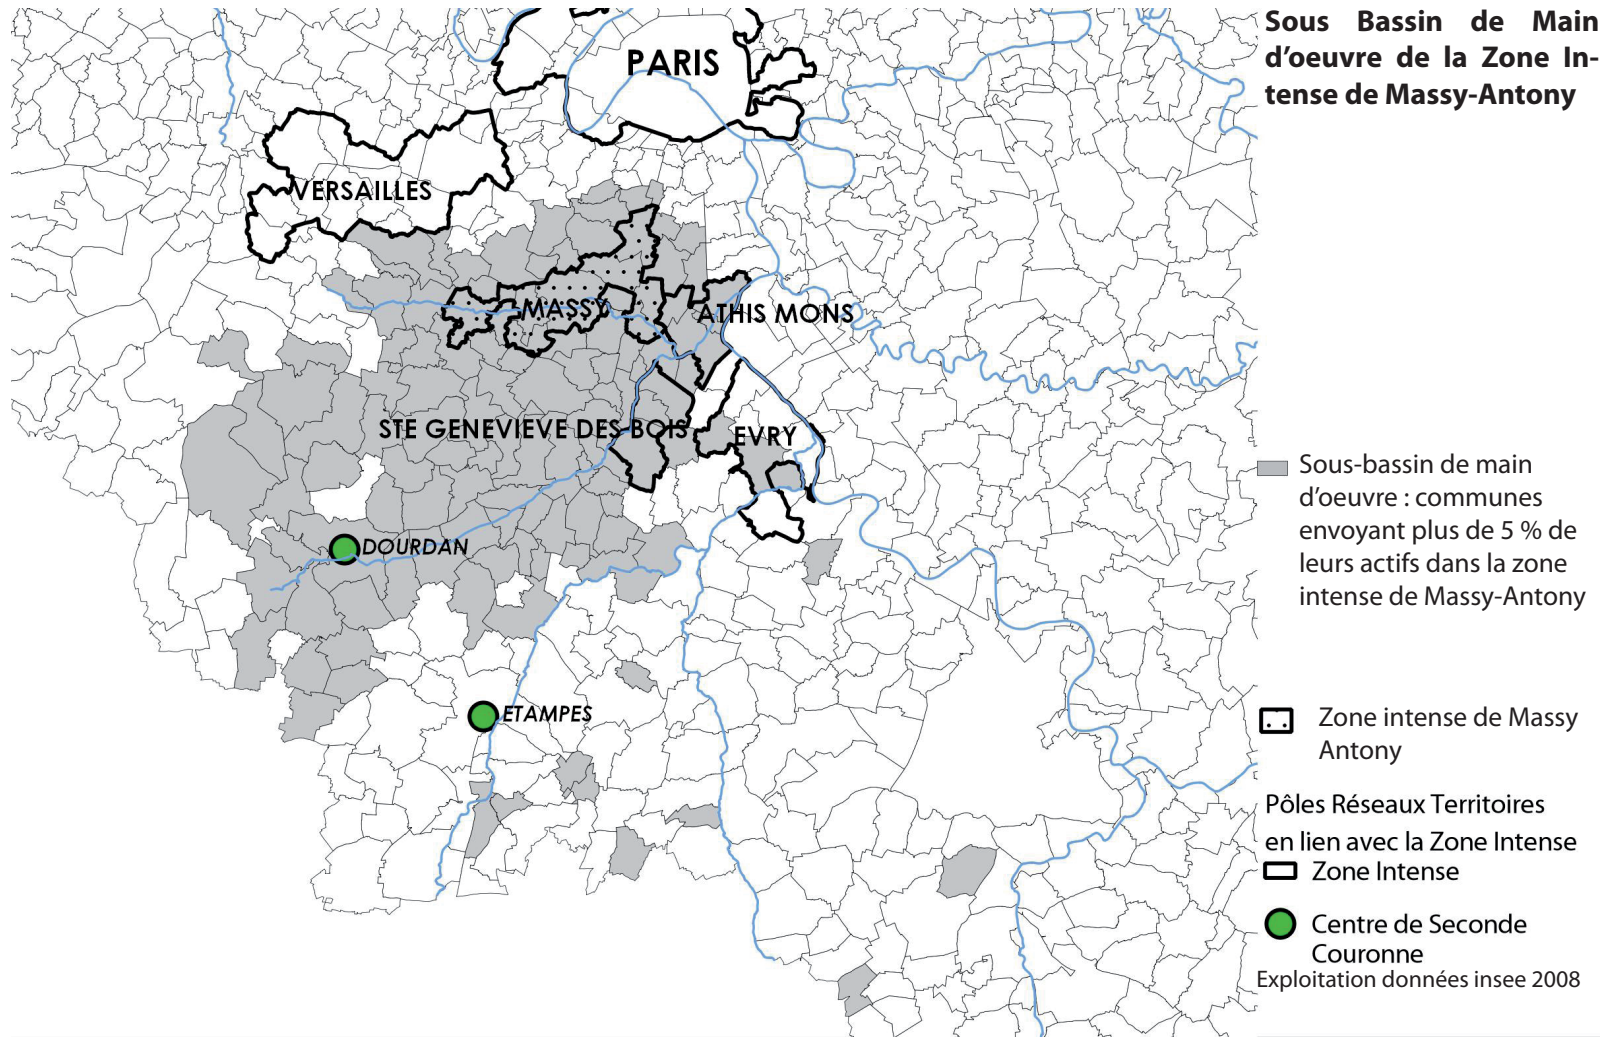 Sous Bassin de Main
d’oeuvre de la Zone In-
tense de Massy-Antony
PARIS
VERSAILLES
MASSY
ATHIS MONS
STE GENEVIEVE DES BOIS
EVRY
DOURDAN
ETAMPES
Sous-bassin de main
d’oeuvre : communes
envoyant plus de 5 % de
leurs actifs dans la zone
intense de Massy-Antony
Zone intense de Massy
Antony
Pôles Réseaux Territoires
en lien avec la Zone Intense
Zone Intense
Centre de Seconde
Couronne
Exploitation données insee 2008